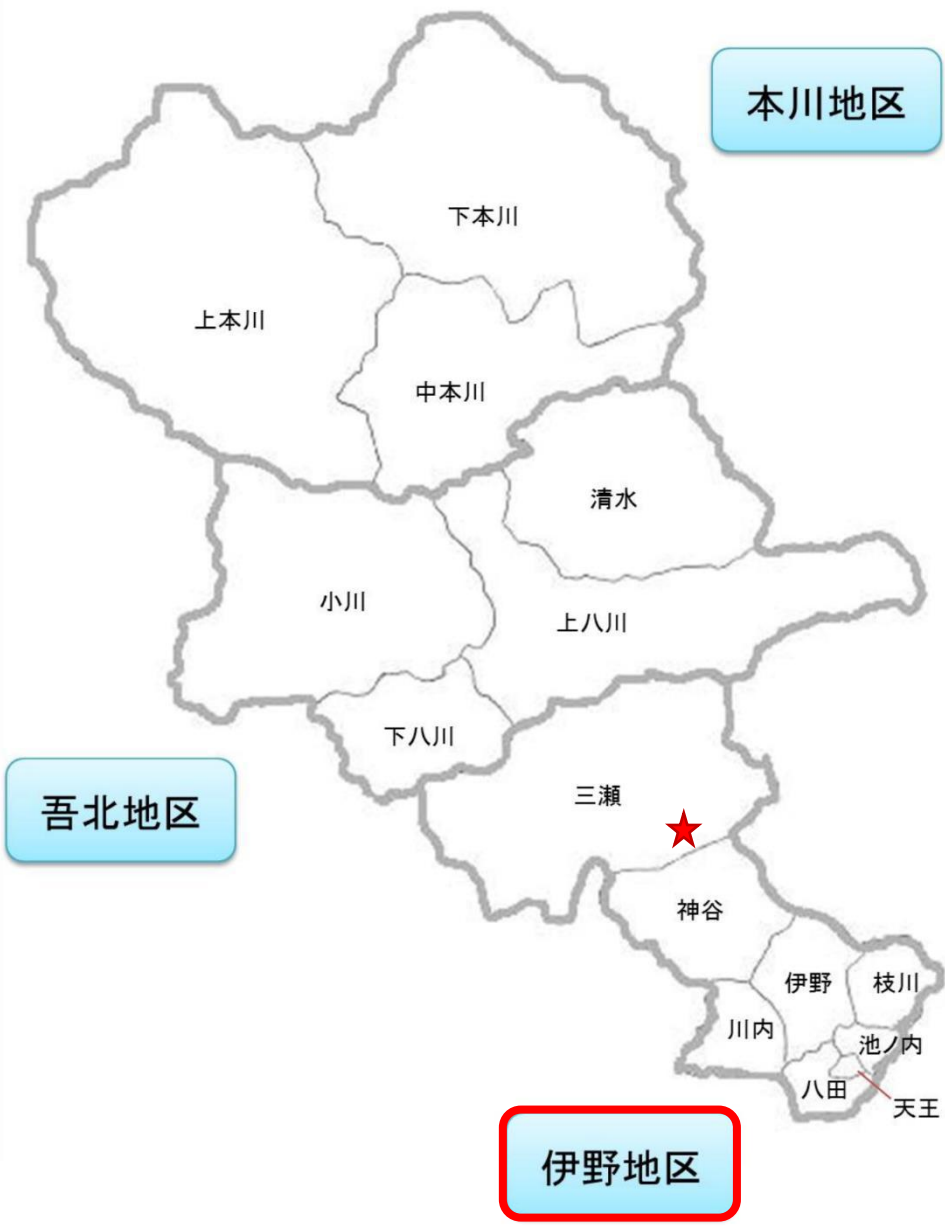 本川地区
下本川
上本川
中本川
清水
小川
上八川
下八川
吾北地区
三瀬
神谷
伊野
枝川
川内
池ノ内
八田
天王
伊野地区